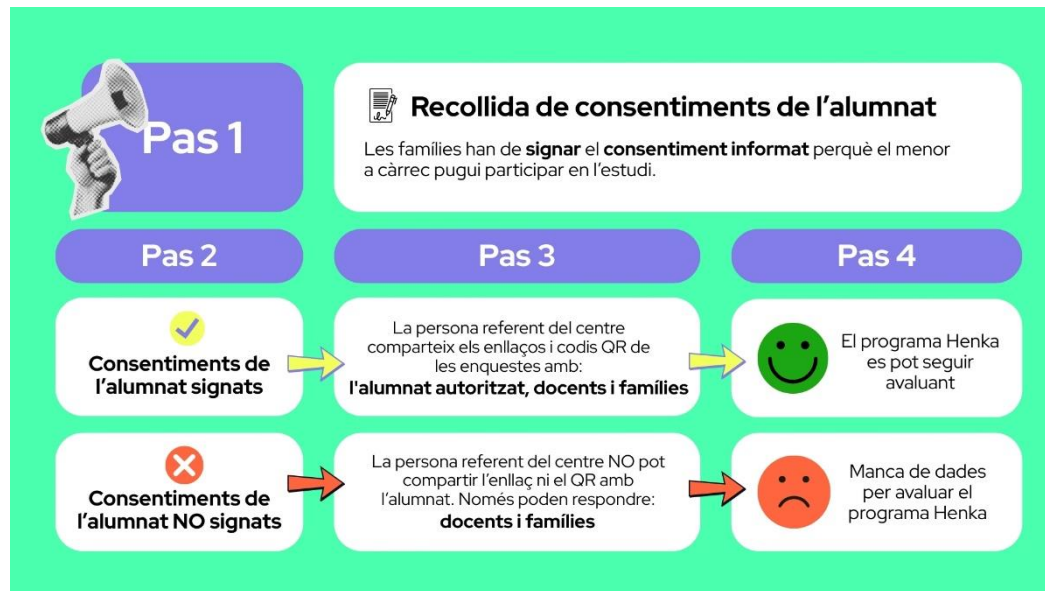 Pas 1
Recollida de consentiments de l'alumnat
Les famílies han de signar el consentiment informat perquè el menor
a càrrec pugui participar en l'estudi.
Pas 2
Pas 3
Pas 4
Consentiments de
l'alumnat signats
La persona referent del centre
comparteix els enllaços i codis QR de
les enquestes amb:
l'alumnat autoritzat, docents i famílies
El programa Henka
es pot seguir
avaluant
Consentiments de
l'alumnat NO signats
La persona referent del centre NO pot
compartir l'enllaç ni el QR amb
l'alumnat. Només poden respondre:
docents i famílies
Manca de dades
per avaluar el
programa Henka